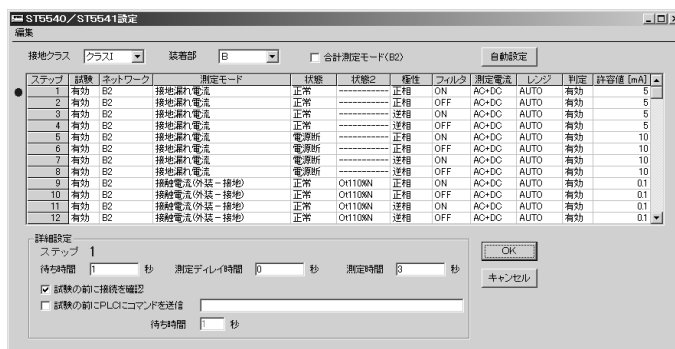 ST5540／ST5541設定
編集
接地クラス クラスI 装着部 B 合計測定モード(B2) 自動設定
ステップ 試験 ネットワーク 測定モード 状態 状態2 極性 フィルタ 測定電流 レンジ 判定 許容値 [mA]
1 有効 B2 接地漏れ電流 正常 ----------- 正相 ON AC+DC AUTO 有効 5
2 有効 B2 接地漏れ電流 正常 ----------- 正相 OFF AC+DC AUTO 有効 5
3 有効 B2 接地漏れ電流 正常 ----------- 逆相 ON AC+DC AUTO 有効 5
4 有効 B2 接地漏れ電流 正常 ----------- 逆相 OFF AC+DC AUTO 有効 5
5 有効 B2 接地漏れ電流 電源断 ----------- 正相 ON AC+DC AUTO 有効 10
6 有効 B2 接地漏れ電流 電源断 ----------- 正相 OFF AC+DC AUTO 有効 10
7 有効 B2 接地漏れ電流 電源断 ----------- 逆相 ON AC+DC AUTO 有効 10
8 有効 B2 接地漏れ電流 電源断 ----------- 逆相 OFF AC+DC AUTO 有効 10
9 有効 B2 接触電流(外装－接地) 正常 Ot110%N 正相 ON AC+DC AUTO 有効 0.1
10 有効 B2 接触電流(外装－接地) 正常 Ot110%N 正相 OFF AC+DC AUTO 有効 0.1
11 有効 B2 接触電流(外装－接地) 正常 Ot110%N 逆相 ON AC+DC AUTO 有効 0.1
12 有効 B2 接触電流(外装－接地) 正常 Ot110%N 逆相 OFF AC+DC AUTO 有効 0.1
詳細設定
ステップ 1
待ち時間 1 秒 測定ディレイ時間 0 秒 測定時間 3 秒
試験の前に接続を確認
試験の前にPLCにコマンドを送信
待ち時間 1 秒
OK
キャンセル